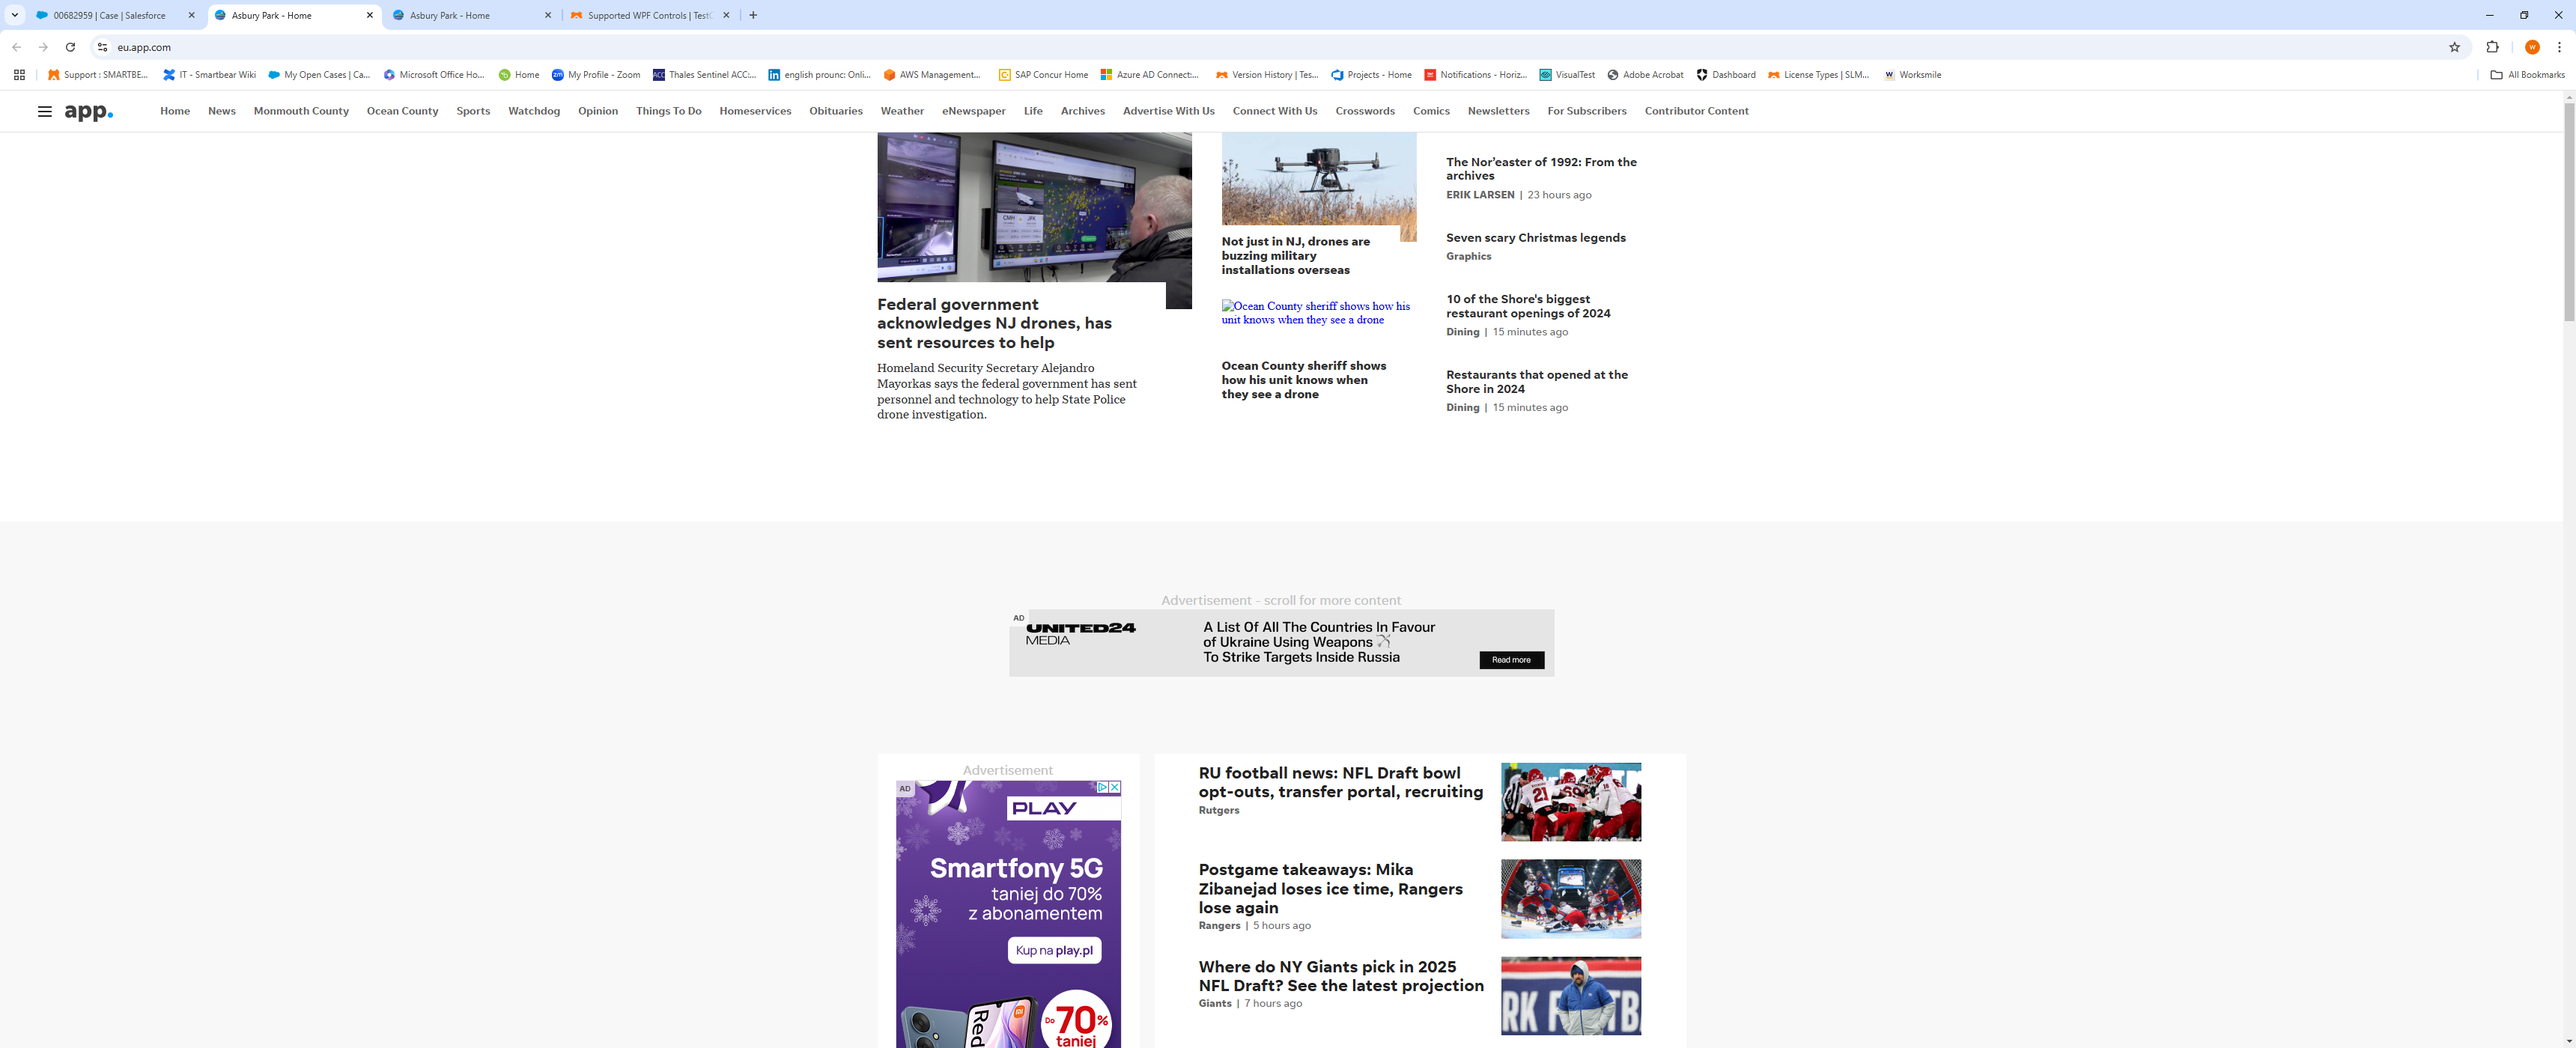 00682959 | Case | Salesforce
Asbury Park - Home
Asbury Park - Home
Supported WPF Controls | Test
eu.app.com
Support : SMARTBE...
IT - Smartbear Wiki
My Open Cases | Ca...
Microsoft Office Ho...
Home
My Profile - Zoom
Thales Sentinel ACC:...
english prounc: Onli...
AWS Management...
SAP Concur Home
Azure AD Connect:...
Version History | Tes...
Projects - Home
Notifications - Horiz...
VisualTest
Adobe Acrobat
Dashboard
License Types | SLM...
Worksmile
All Bookmarks
app.
Home
News
Monmouth County
Ocean County
Sports
Watchdog
Opinion
Things To Do
Homeservices
Obituaries
Weather
eNewspaper
Life
Archives
Advertise With Us
Connect With Us
Crosswords
Comics
Newsletters
For Subscribers
Contributor Content
Federal government
acknowledges NJ drones, has
sent resources to help
Homeland Security Secretary Alejandro
Mayorkas says the federal government has sent
personnel and technology to help State Police
drone investigation.
Not just in NJ, drones are
buzzing military
installations overseas
Ocean County sheriff shows how his
unit knows when they see a drone
Ocean County sheriff shows
how his unit knows when
they see a drone
The Nor’easter of 1992: From the
archives
ERIK LARSEN | 23 hours ago
Seven scary Christmas legends
Graphics
10 of the Shore's biggest
restaurant openings of 2024
Dining | 15 minutes ago
Restaurants that opened at the
Shore in 2024
Dining | 15 minutes ago
Advertisement - scroll for more content
AD
UNITED24
MEDIA
A List Of All The Countries In Favour
of Ukraine Using Weapons
To Strike Targets Inside Russia
Read more
Advertisement
AD
PLAY
Smartfony 5G
taniej do 70%
z abonamentem
Kup na play.pl
Do 70%
taniej
RU football news: NFL Draft bowl
opt-outs, transfer portal, recruiting
Rutgers
Postgame takeaways: Mika
Zibanejad loses ice time, Rangers
lose again
Rangers | 5 hours ago
Where do NY Giants pick in 2025
NFL Draft? See the latest projection
Giants | 7 hours ago